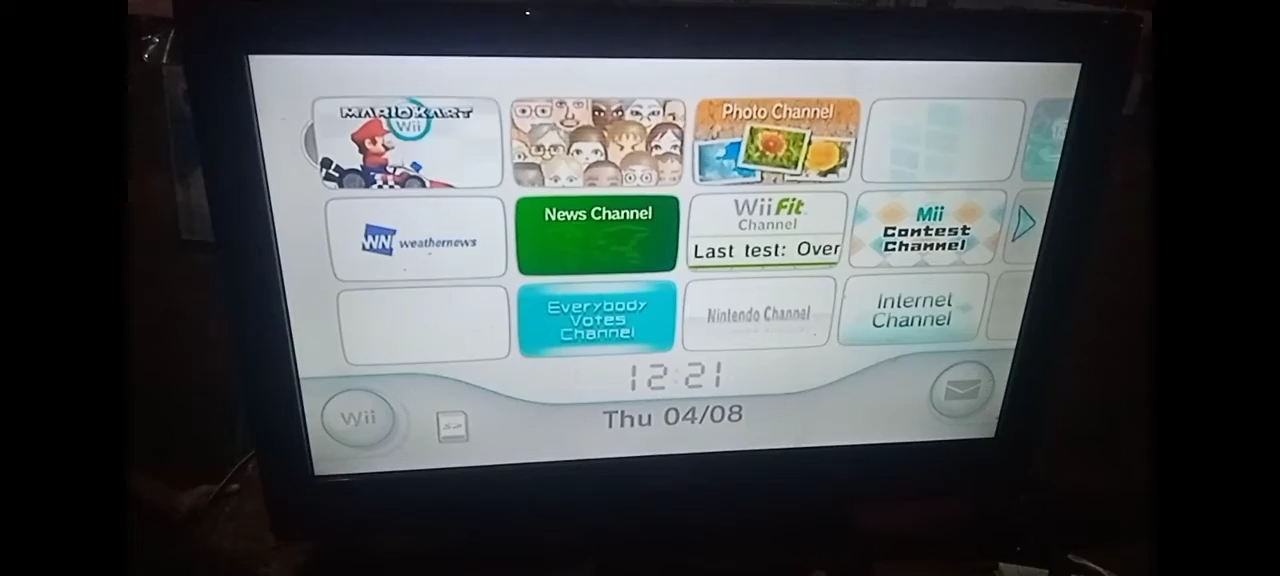 MARIOKART
Wii
Photo Channel
WN weathernews
News Channel
Wii Fit
Channel
Last test: Over
Mii
Contest
Channel
Everybody
Votes
Channel
Nintendo Channel
Internet
Channel
12:21
Wii
Thu 04/08